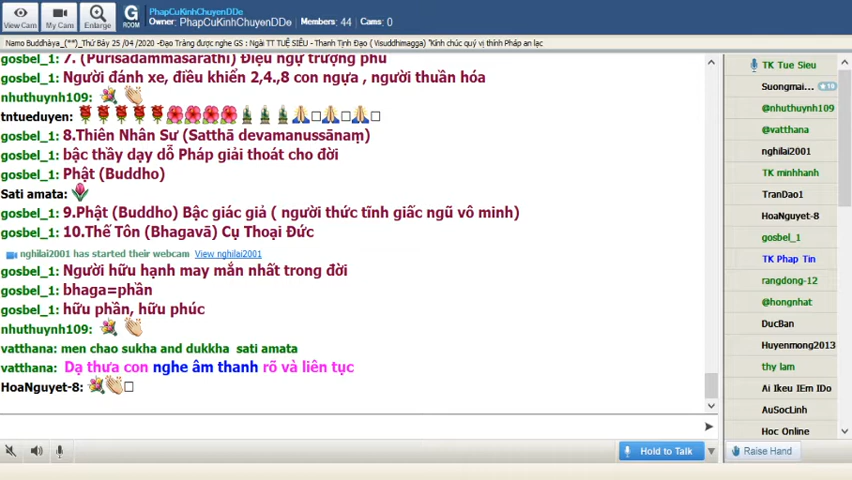 PhapCuKinhChuyenDDe
Owner: PhapCuKinhChuyenDDe Members: 44 Cams: 0
View Cam My Cam Enlarge G ROOM
Namo Buddhàya_(**)_Thứ Bảy 25 /04 /2020 -Đạo Tràng được nghe GS : Ngài TT TUỆ SIÊU - Thanh Tịnh Đạo ( Visuddhimagga) "Kính chúc quý vị thính Pháp an lạc
gosbel_1: 7. (Purisadammasarathi) Điệu ngự trượng phu
gosbel_1: Người đánh xe, điều khiển 2,4.,8 con ngựa , người thuần hóa
nhuthuynh109:
tntueduyen:
gosbel_1: 8.Thiên Nhân Sư (Satthā devamanussānaṃ)
gosbel_1: bậc thầy dạy dỗ Pháp giải thoát cho đời
gosbel_1: Phật (Buddho)
Sati amata:
gosbel_1: 9.Phật (Buddho) Bậc giác giả ( người thức tĩnh giấc ngũ vô minh)
gosbel_1: 10.Thế Tôn (Bhagavā) Cụ Thoại Đức
nghilai2001 has started their webcam View nghilai2001
gosbel_1: Người hữu hạnh may mắn nhất trong đời
gosbel_1: bhaga=phần
gosbel_1: hữu phần, hữu phúc
nhuthuynh109:
vatthana: men chao sukha and dukkha sati amata
vatthana: Dạ thưa con nghe âm thanh rõ và liên tục
HoaNguyet-8:
Hold to Talk
TK Tue Sieu
Suongmai... 10
@nhuthuynh109
@vatthana
nghilai2001
TK minhhanh
TranDao1
HoaNguyet-8
gosbel_1
TK Phap Tin
rangdong-12
@hongnhat
DucBan
Huyenmong2013
thy lam
Ai Ikeu IEm IDo
AuSocLinh
Hoc Online
Raise Hand